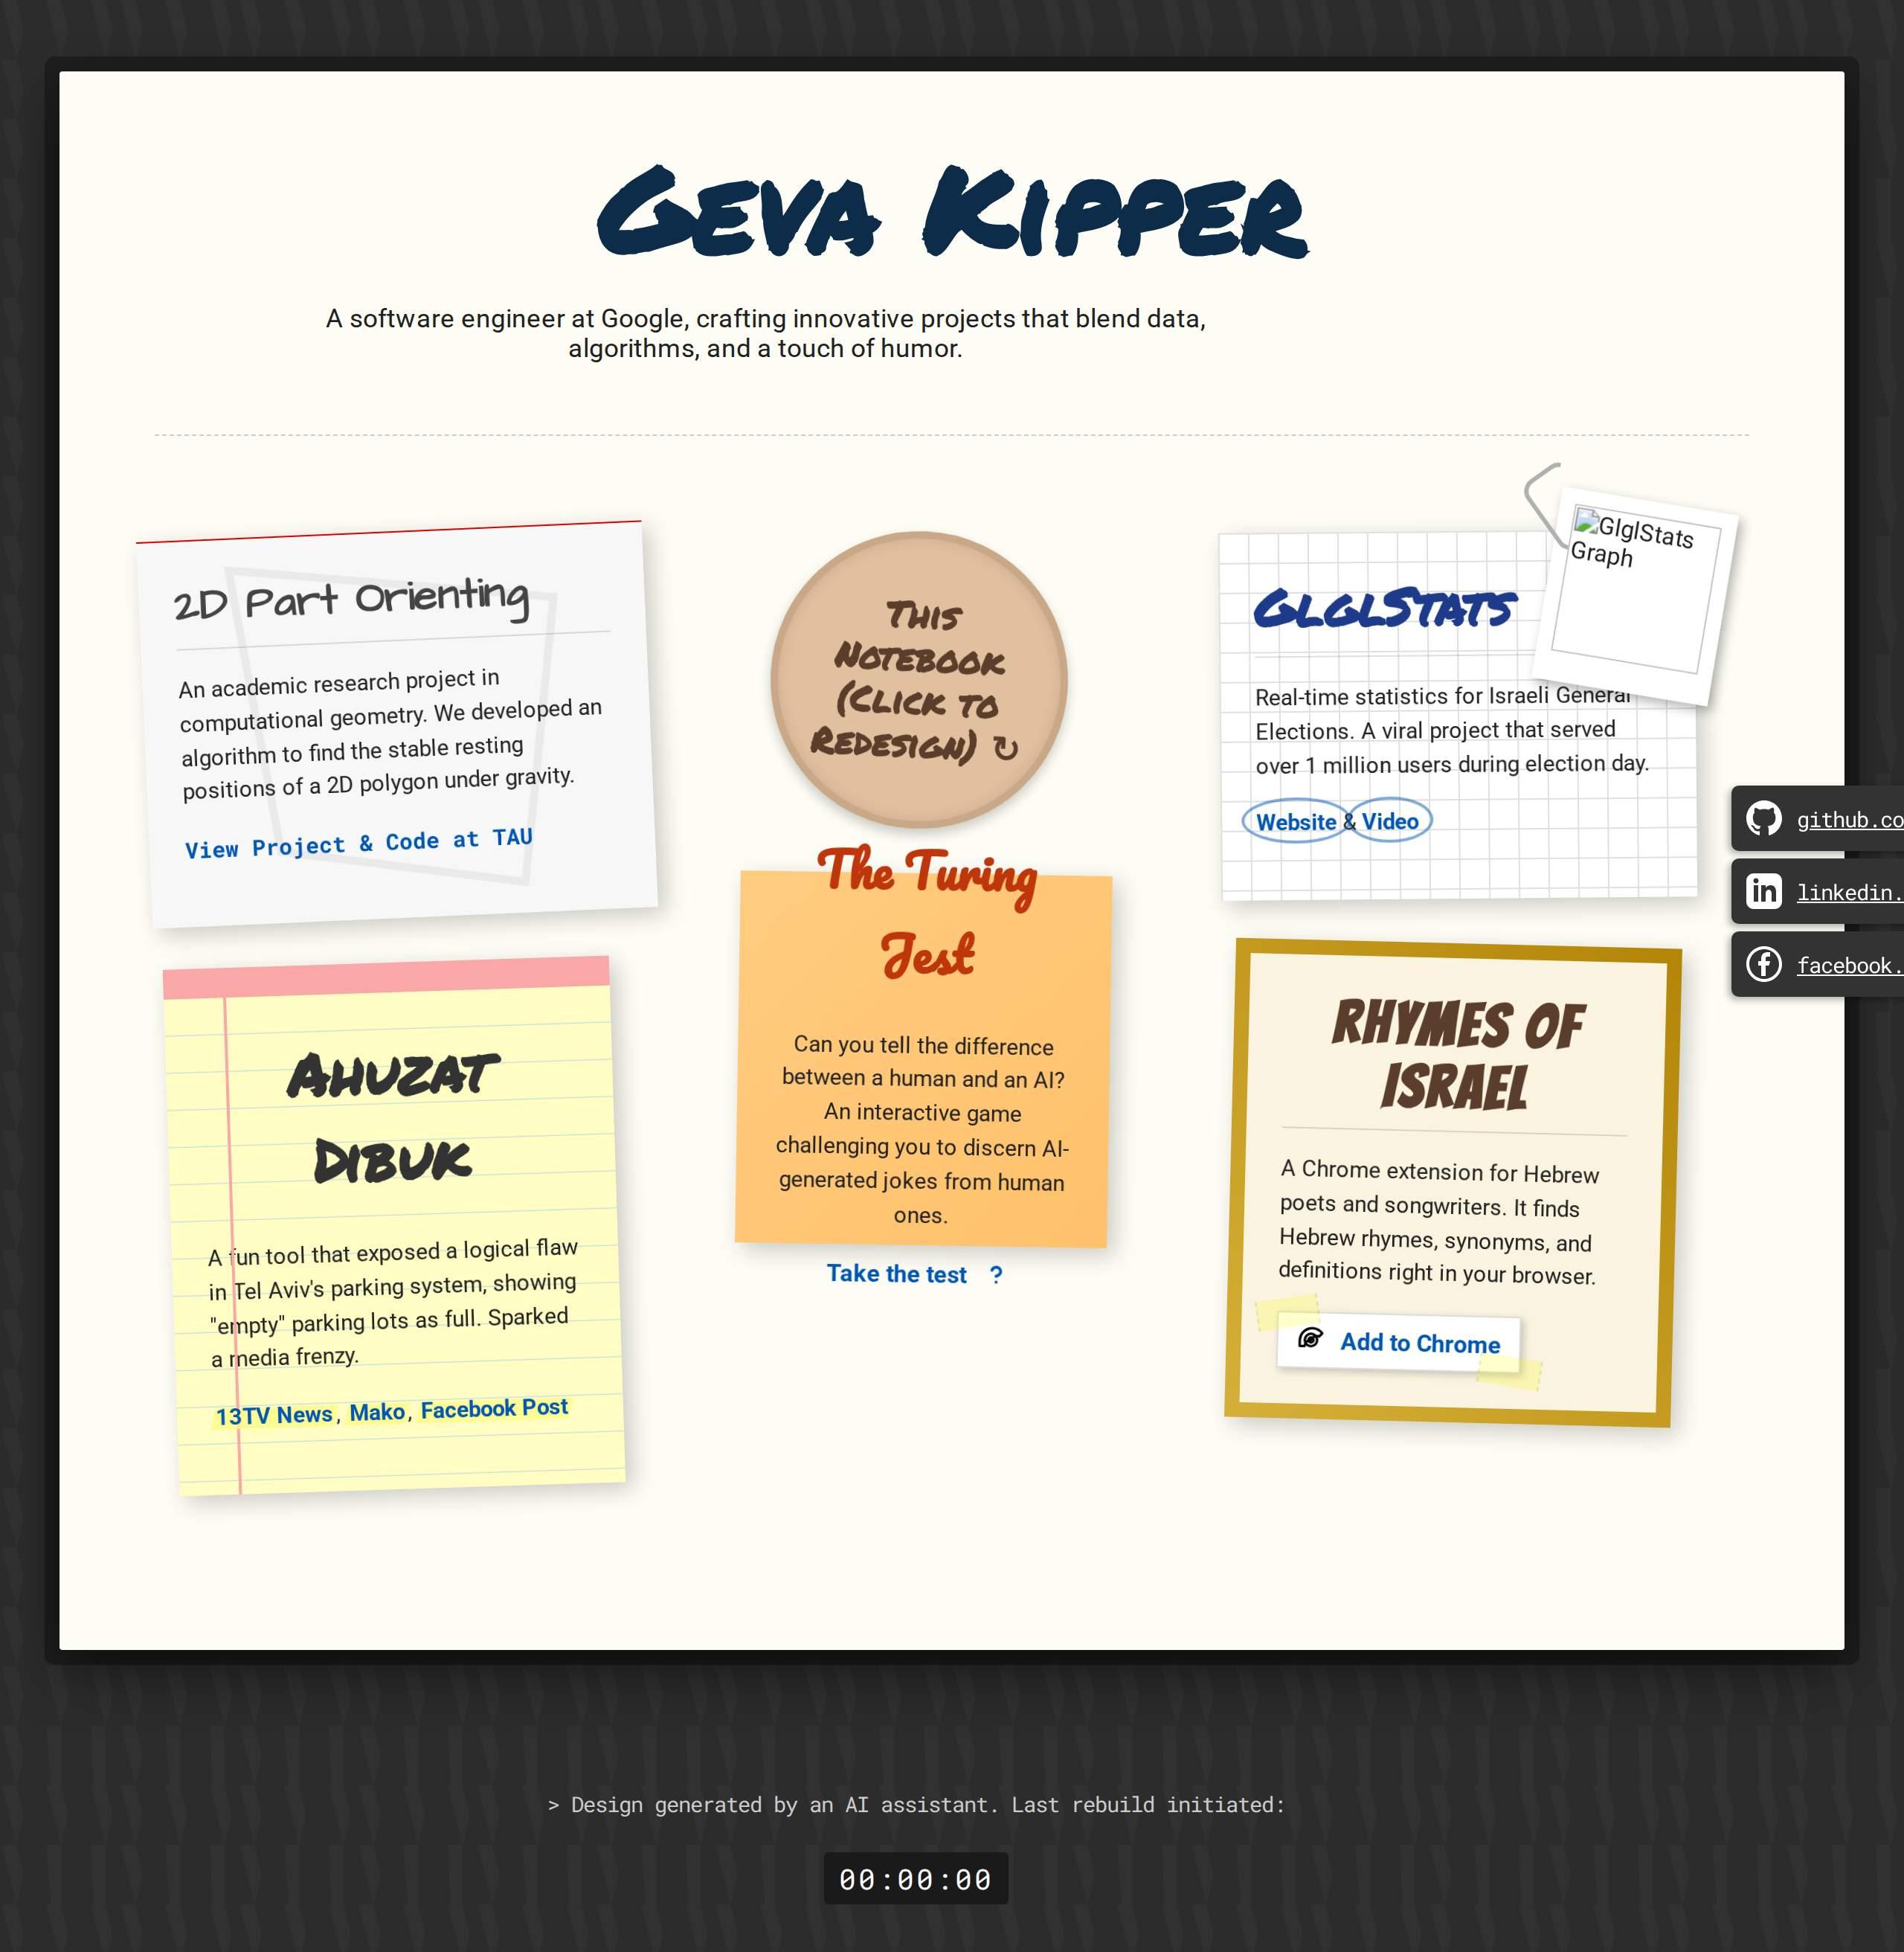 Geva Kipper
A software engineer at Google, crafting innovative projects that blend data,
algorithms, and a touch of humor.
2D Part Orienting
An academic research project in
computational geometry. We developed an
algorithm to find the stable resting
positions of a 2D polygon under gravity.
View Project & Code at TAU
This
Notebook
(Click to
Redesign) ↻
GlglStats
GlglStats
Graph
Real-time statistics for Israeli General
Elections. A viral project that served
over 1 million users during election day.
Website & Video
github.co
linkedin.
facebook.
Ahuzat
Dibuk
A fun tool that exposed a logical flaw
in Tel Aviv's parking system, showing
"empty" parking lots as full. Sparked
a media frenzy.
13TV News, Mako, Facebook Post
The Turing
Test
Can you tell the difference
between a human and an AI?
An interactive game
challenging you to discern AI-
generated jokes from human
ones.
Take the test ?
RHYMES OF
ISRAEL
A Chrome extension for Hebrew
poets and songwriters. It finds
Hebrew rhymes, synonyms, and
definitions right in your browser.
Add to Chrome
> Design generated by an AI assistant. Last rebuild initiated:
00:00:00